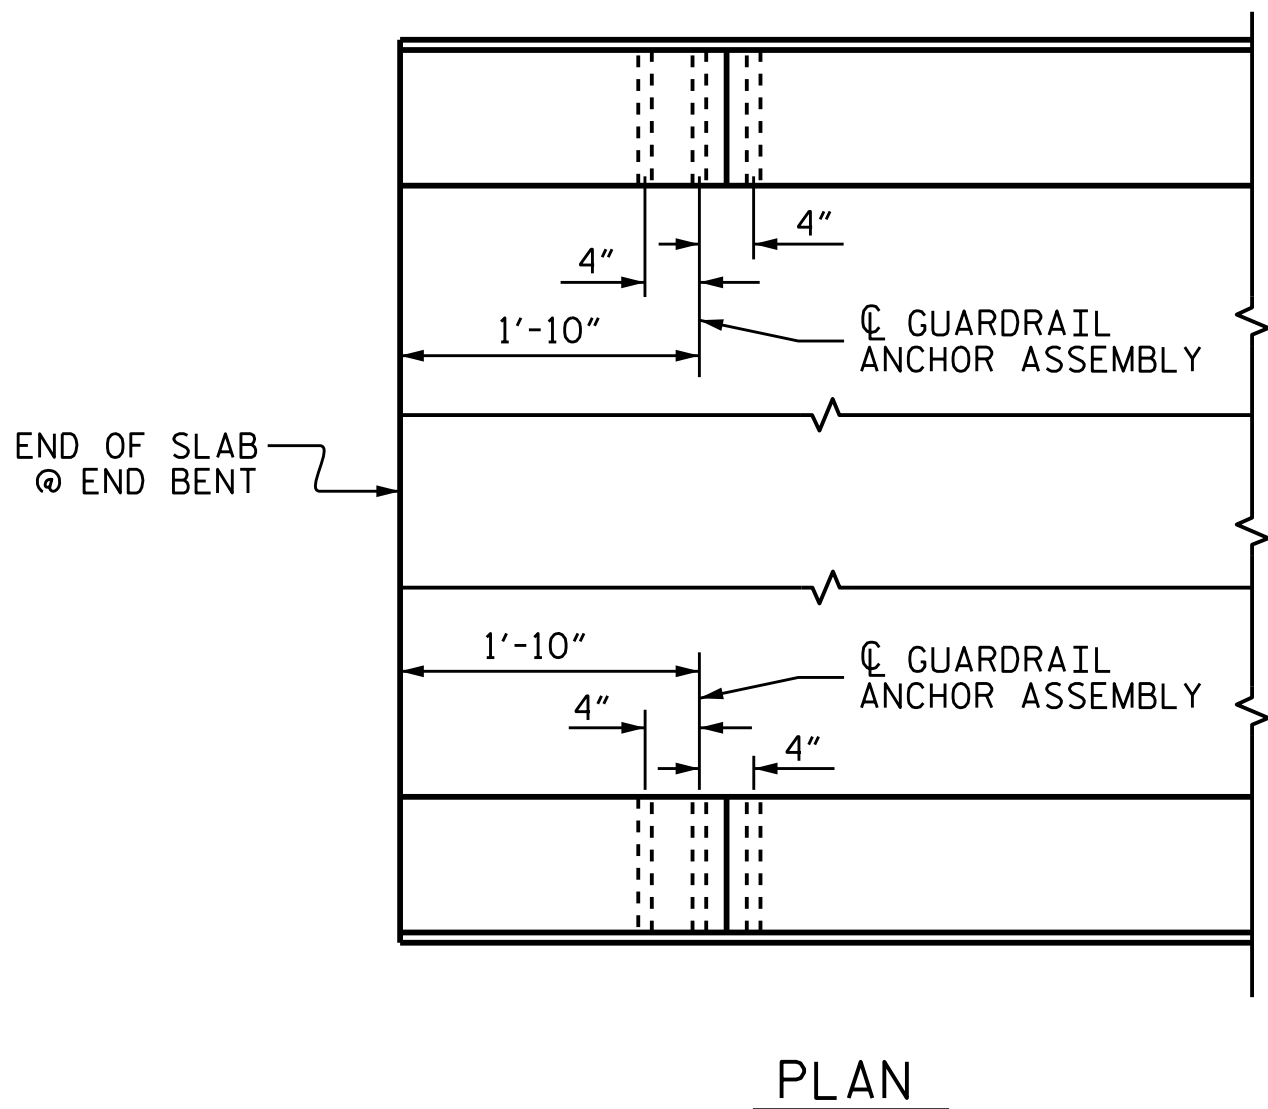 4"
4"
1'-10"
℄ GUARDRAIL
ANCHOR ASSEMBLY
END OF SLAB
@ END BENT
1'-10"
℄ GUARDRAIL
ANCHOR ASSEMBLY
4"
4"
PLAN